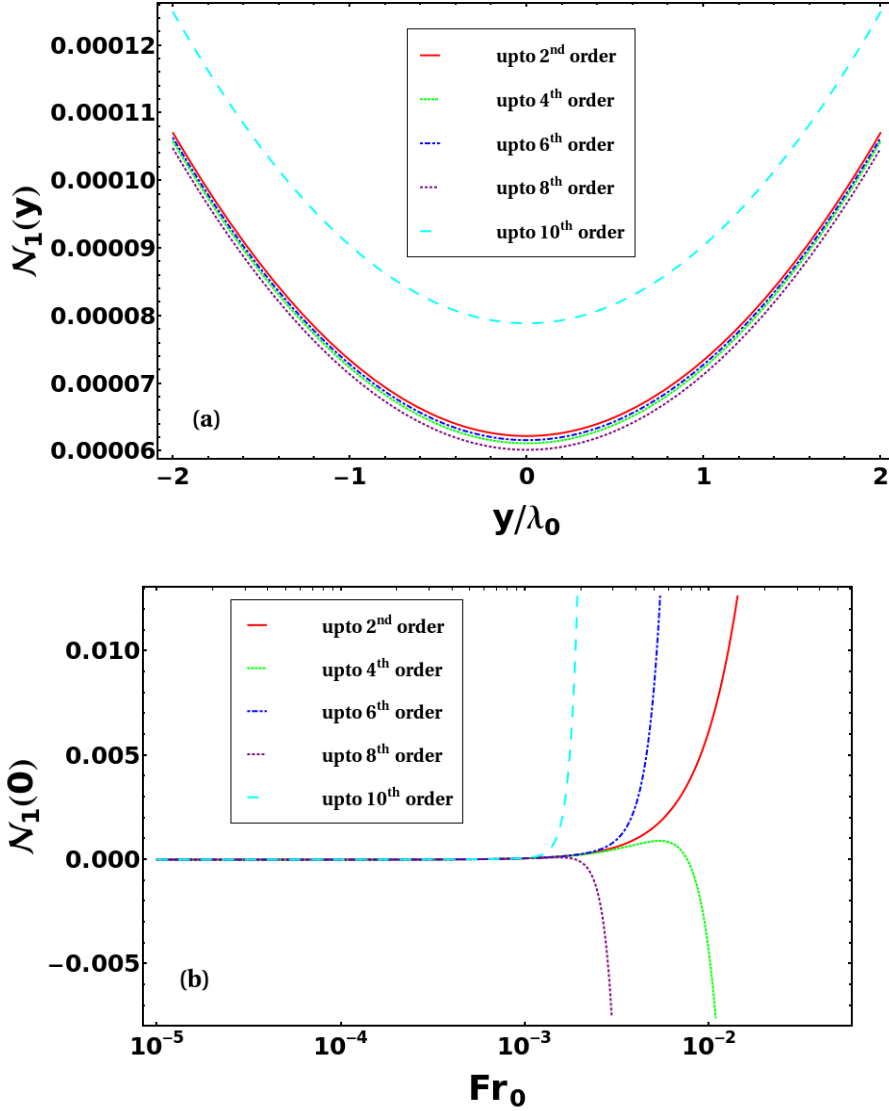 0.00012
0.00011
0.00010
0.00009
0.00008
0.00007
0.00006
𝒩₁(y)
upto 2ⁿᵈ order
upto 4ᵗʰ order
upto 6ᵗʰ order
upto 8ᵗʰ order
upto 10ᵗʰ order
(a)
−2 −1 0 1 2
y/λ₀
0.010
0.005
0.000
−0.005
𝒩₁(0)
upto 2ⁿᵈ order
upto 4ᵗʰ order
upto 6ᵗʰ order
upto 8ᵗʰ order
upto 10ᵗʰ order
(b)
10⁻⁵ 10⁻⁴ 10⁻³ 10⁻²
Fr₀